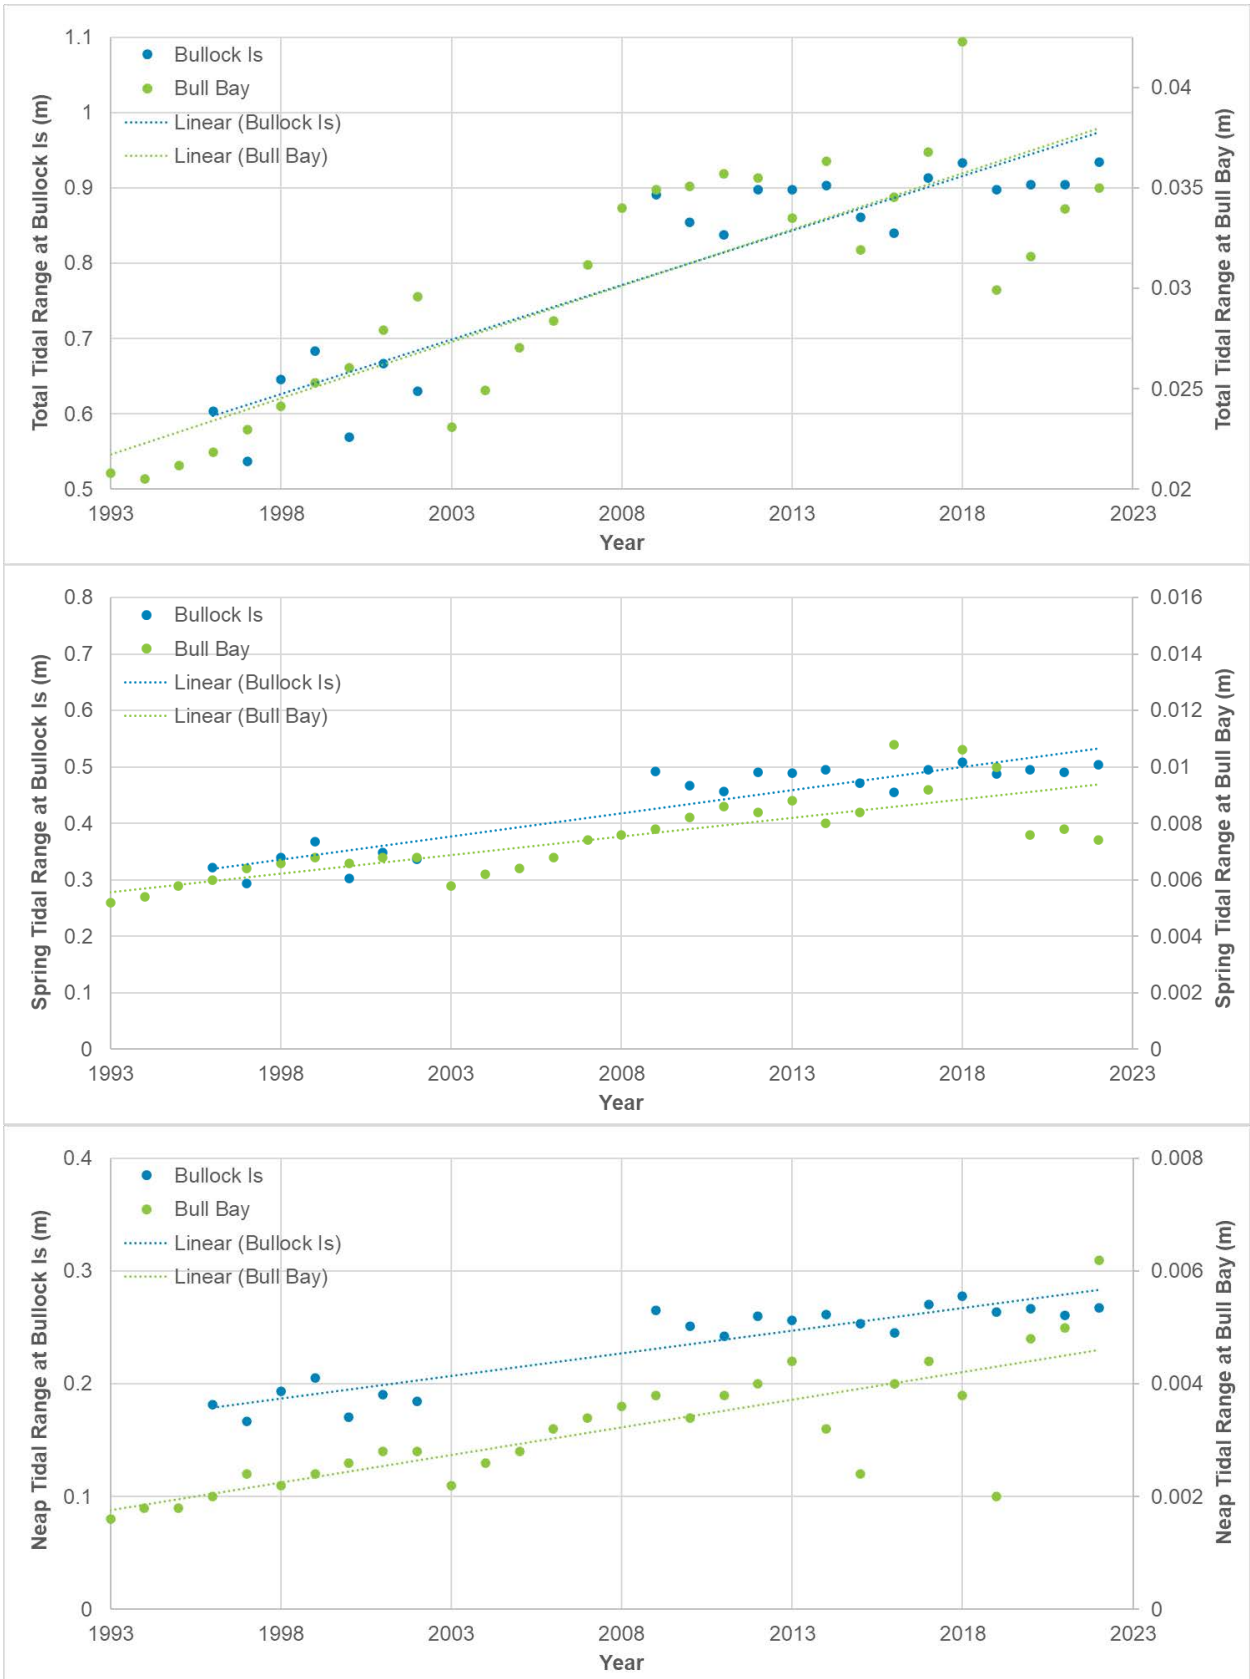 Total Tidal Range at Bullock Is (m)
1.1
1
0.9
0.8
0.7
0.6
0.5
Bullock Is
Bull Bay
Linear (Bullock Is)
Linear (Bull Bay)
0.04
0.035
0.03
0.025
0.02
Total Tidal Range at Bull Bay (m)
1993 1998 2003 2008 2013 2018 2023
Year
Spring Tidal Range at Bullock Is (m)
0.8
0.7
0.6
0.5
0.4
0.3
0.2
0.1
0
Bullock Is
Bull Bay
Linear (Bullock Is)
Linear (Bull Bay)
0.016
0.014
0.012
0.010
0.008
0.006
0.004
0.002
0
Spring Tidal Range at Bull Bay (m)
1993 1998 2003 2008 2013 2018 2023
Year
Neap Tidal Range at Bullock Is (m)
0.4
0.3
0.2
0.1
0
Bullock Is
Bull Bay
Linear (Bullock Is)
Linear (Bull Bay)
0.008
0.006
0.004
0.002
0
Neap Tidal Range at Bull Bay (m)
1993 1998 2003 2008 2013 2018 2023
Year